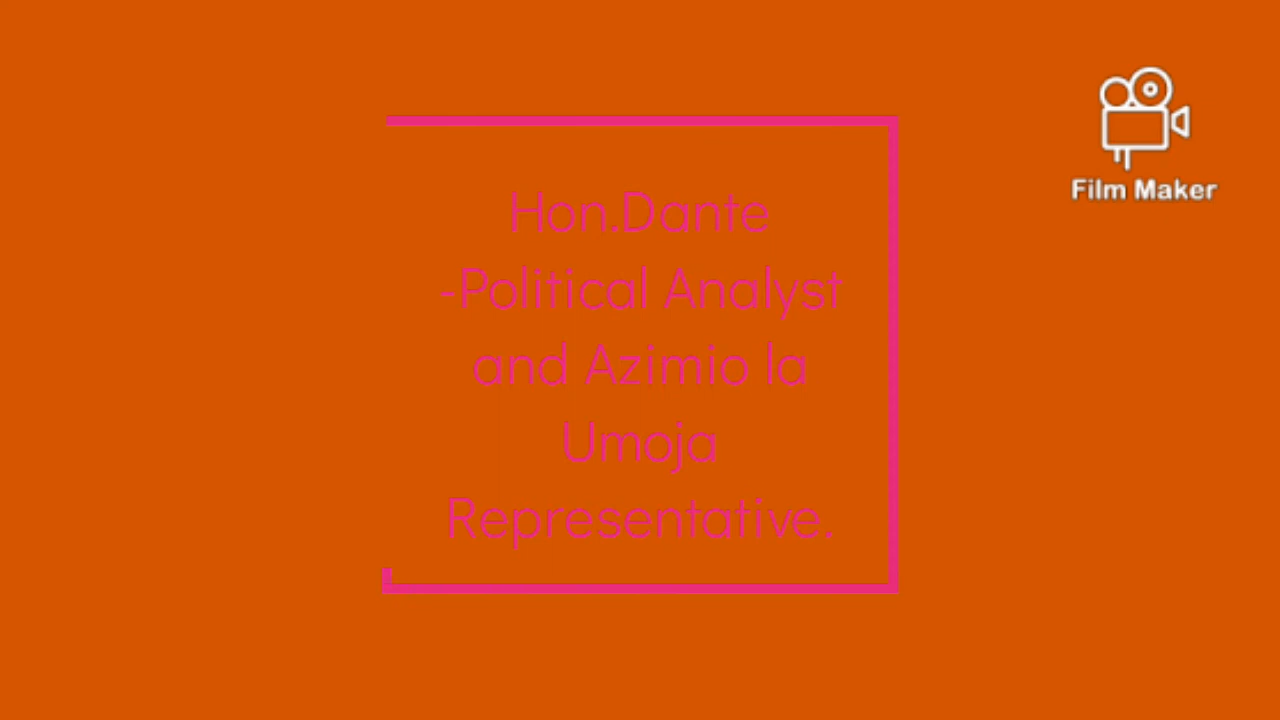 Film Maker
Hon.Dante
-Political Analyst
and Azimio la
Umoja
Representative.